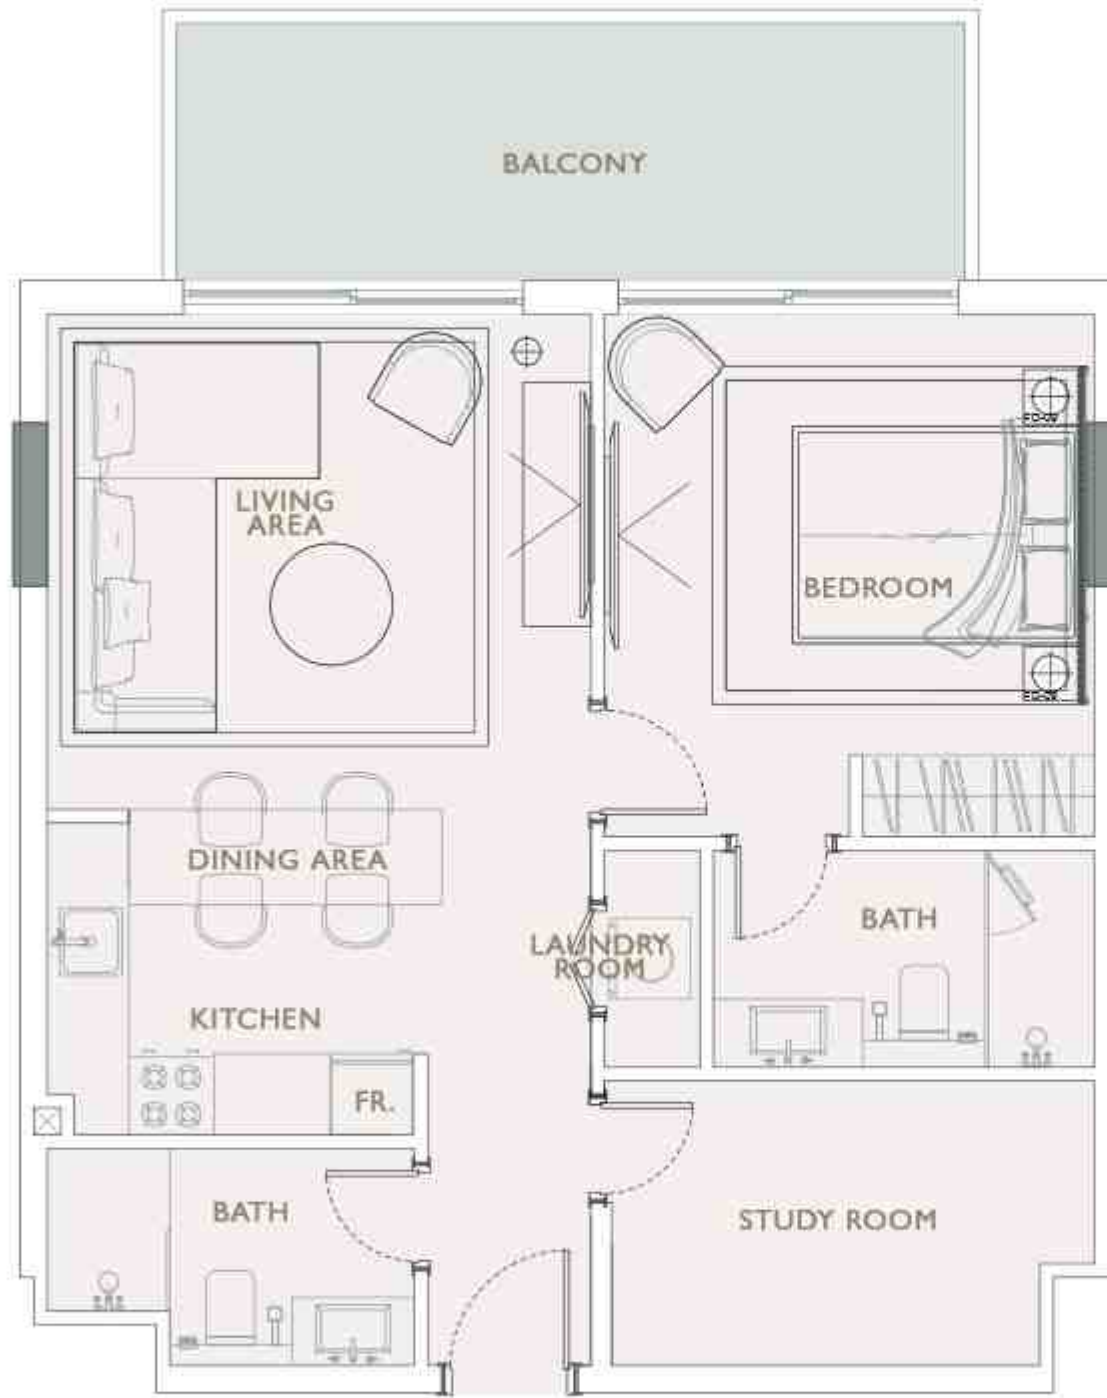 BALCONY
LIVING
AREA
BEDROOM
DINING AREA
BATH
LAUNDRY
ROOM
KITCHEN
FR.
BATH
STUDY ROOM